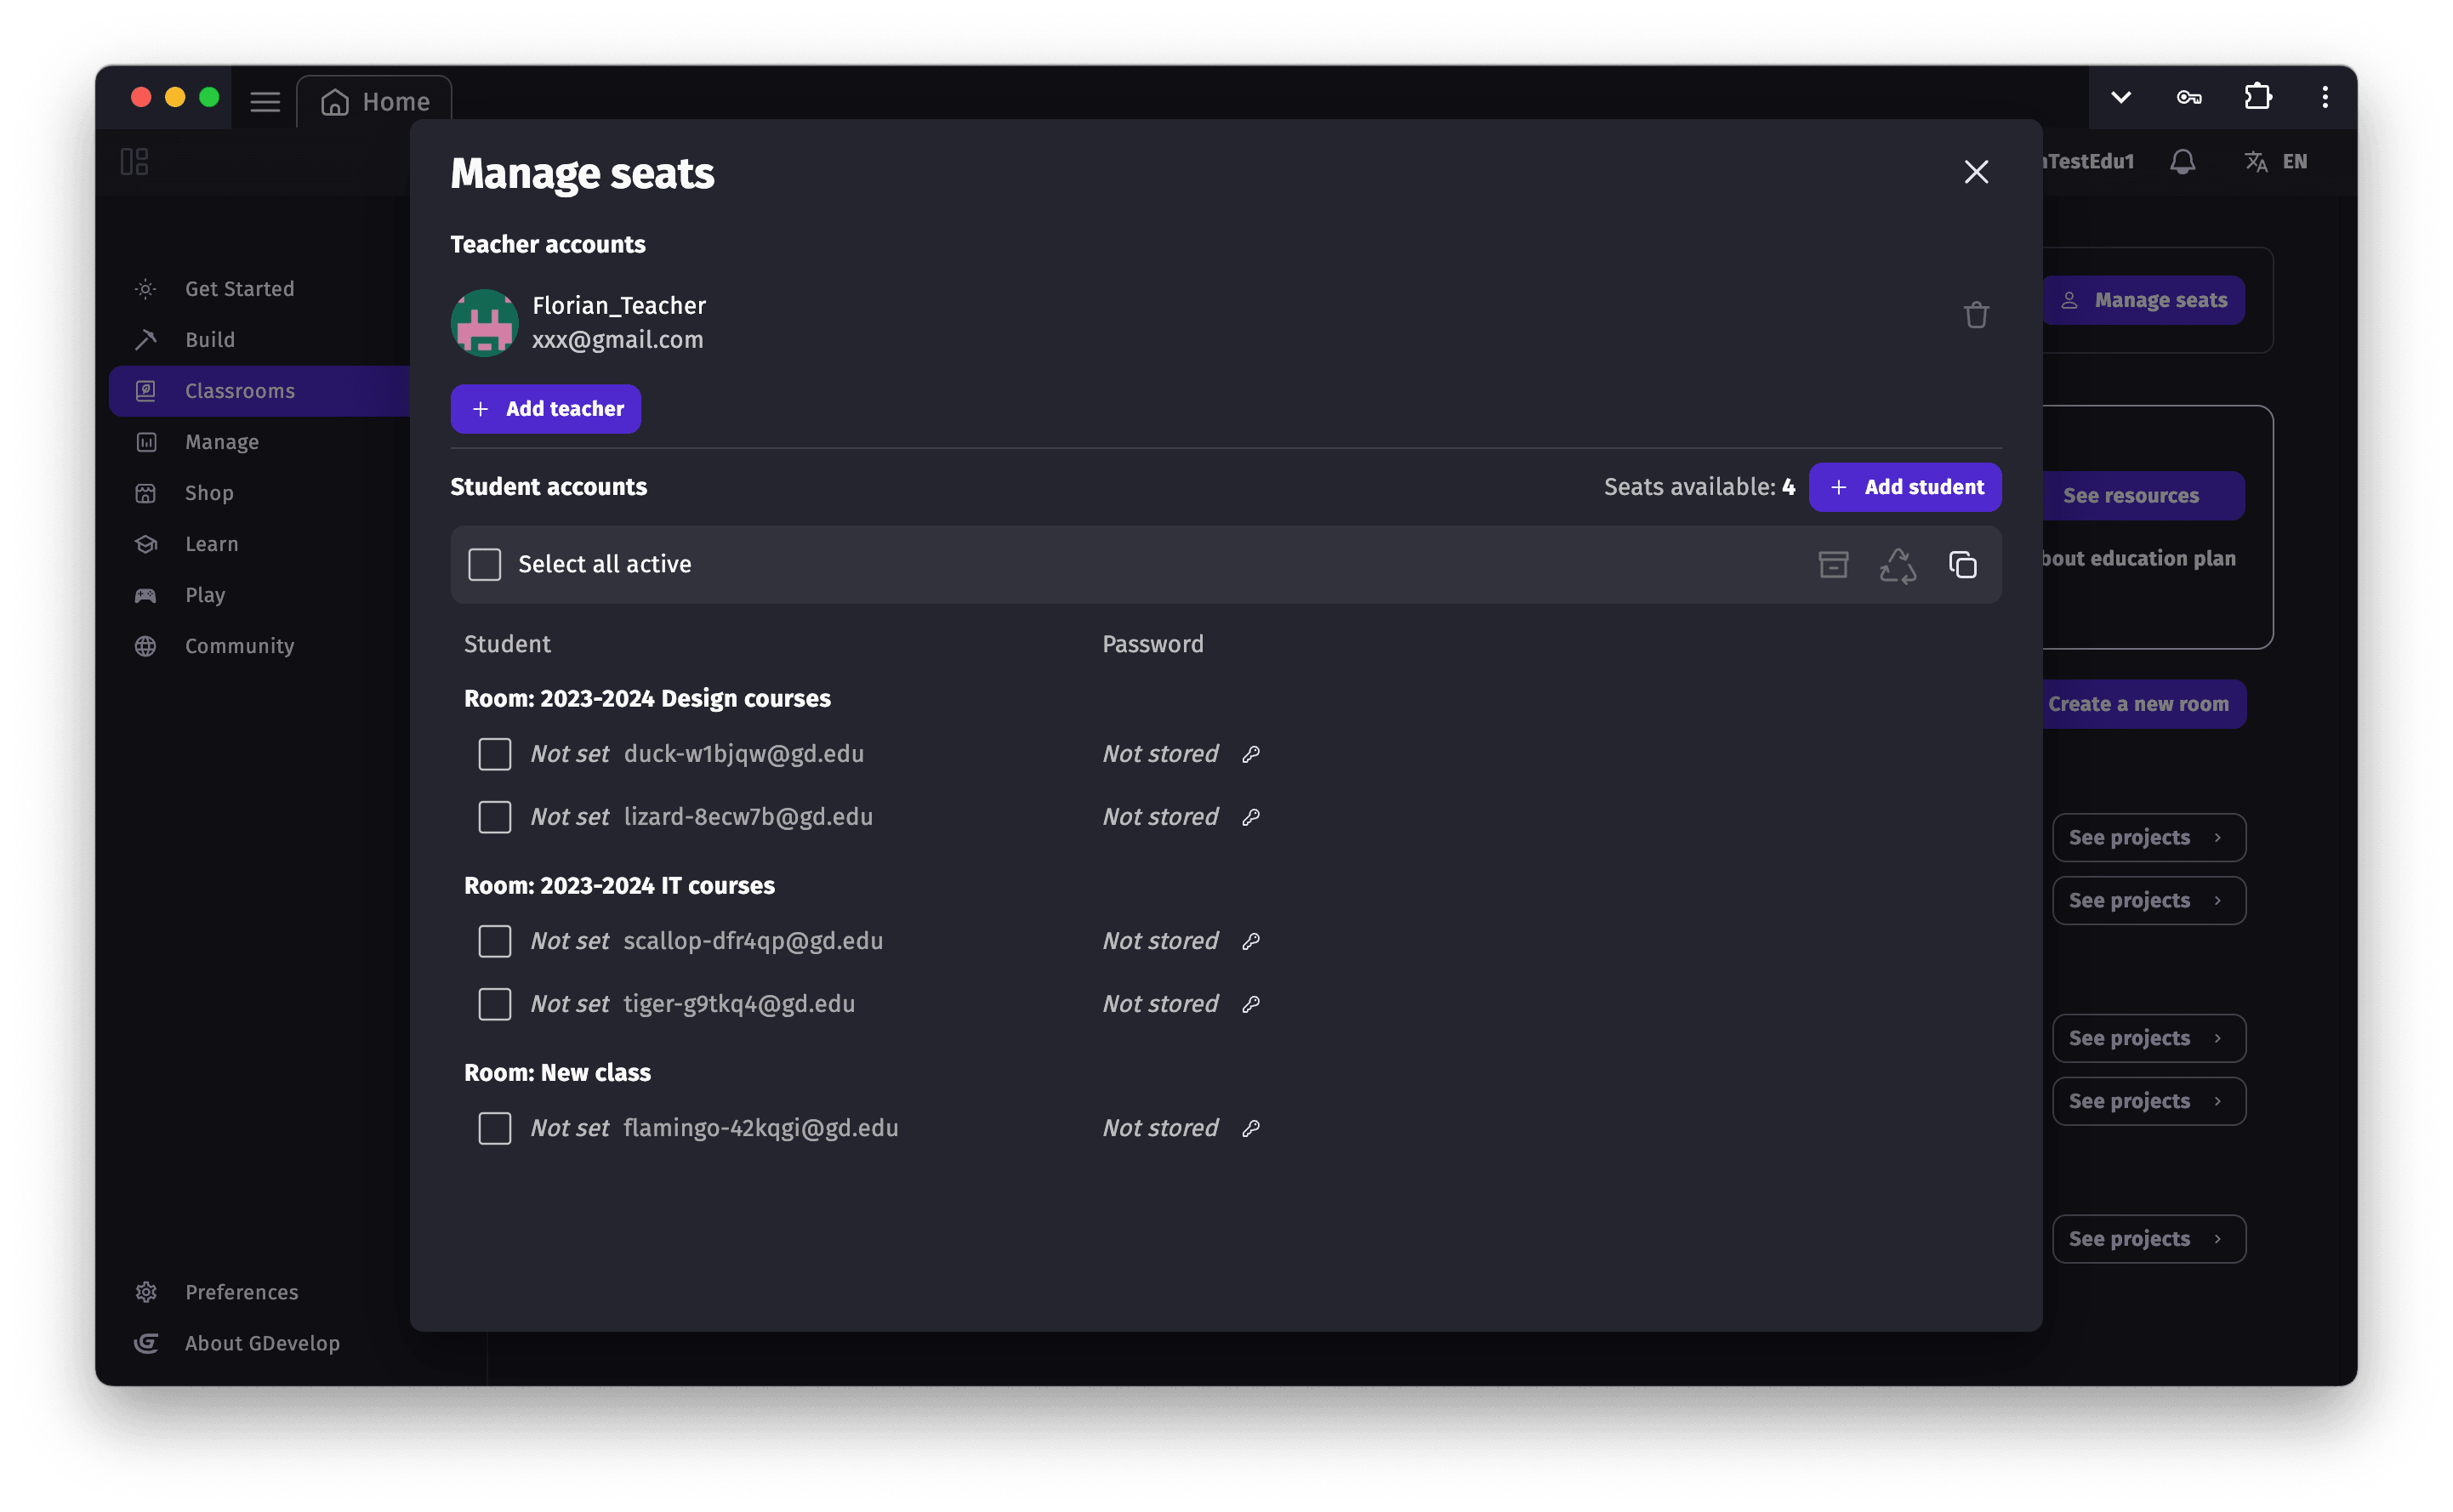 Home
Manage seats
nTestEdu1
EN
Teacher accounts
Get Started
Florian_Teacher
Manage seats
xxx@gmail.com
Build
Classrooms
Add teacher
Manage
Student accounts
Seats available: 4
Add student
Shop
See resources
Learn
Select all active
bout education plan
Play
Community
Student
Password
Room: 2023-2024 Design courses
Create a new room
Not set duck-w1bjqw@gd.edu
Not stored
Not set lizard-8ecw7b@gd.edu
Not stored
See projects
Room: 2023-2024 IT courses
See projects
Not set scallop-dfr4qp@gd.edu
Not stored
Not set tiger-g9tkq4@gd.edu
Not stored
See projects
Room: New class
See projects
Not set flamingo-42kqgi@gd.edu
Not stored
See projects
Preferences
About GDevelop